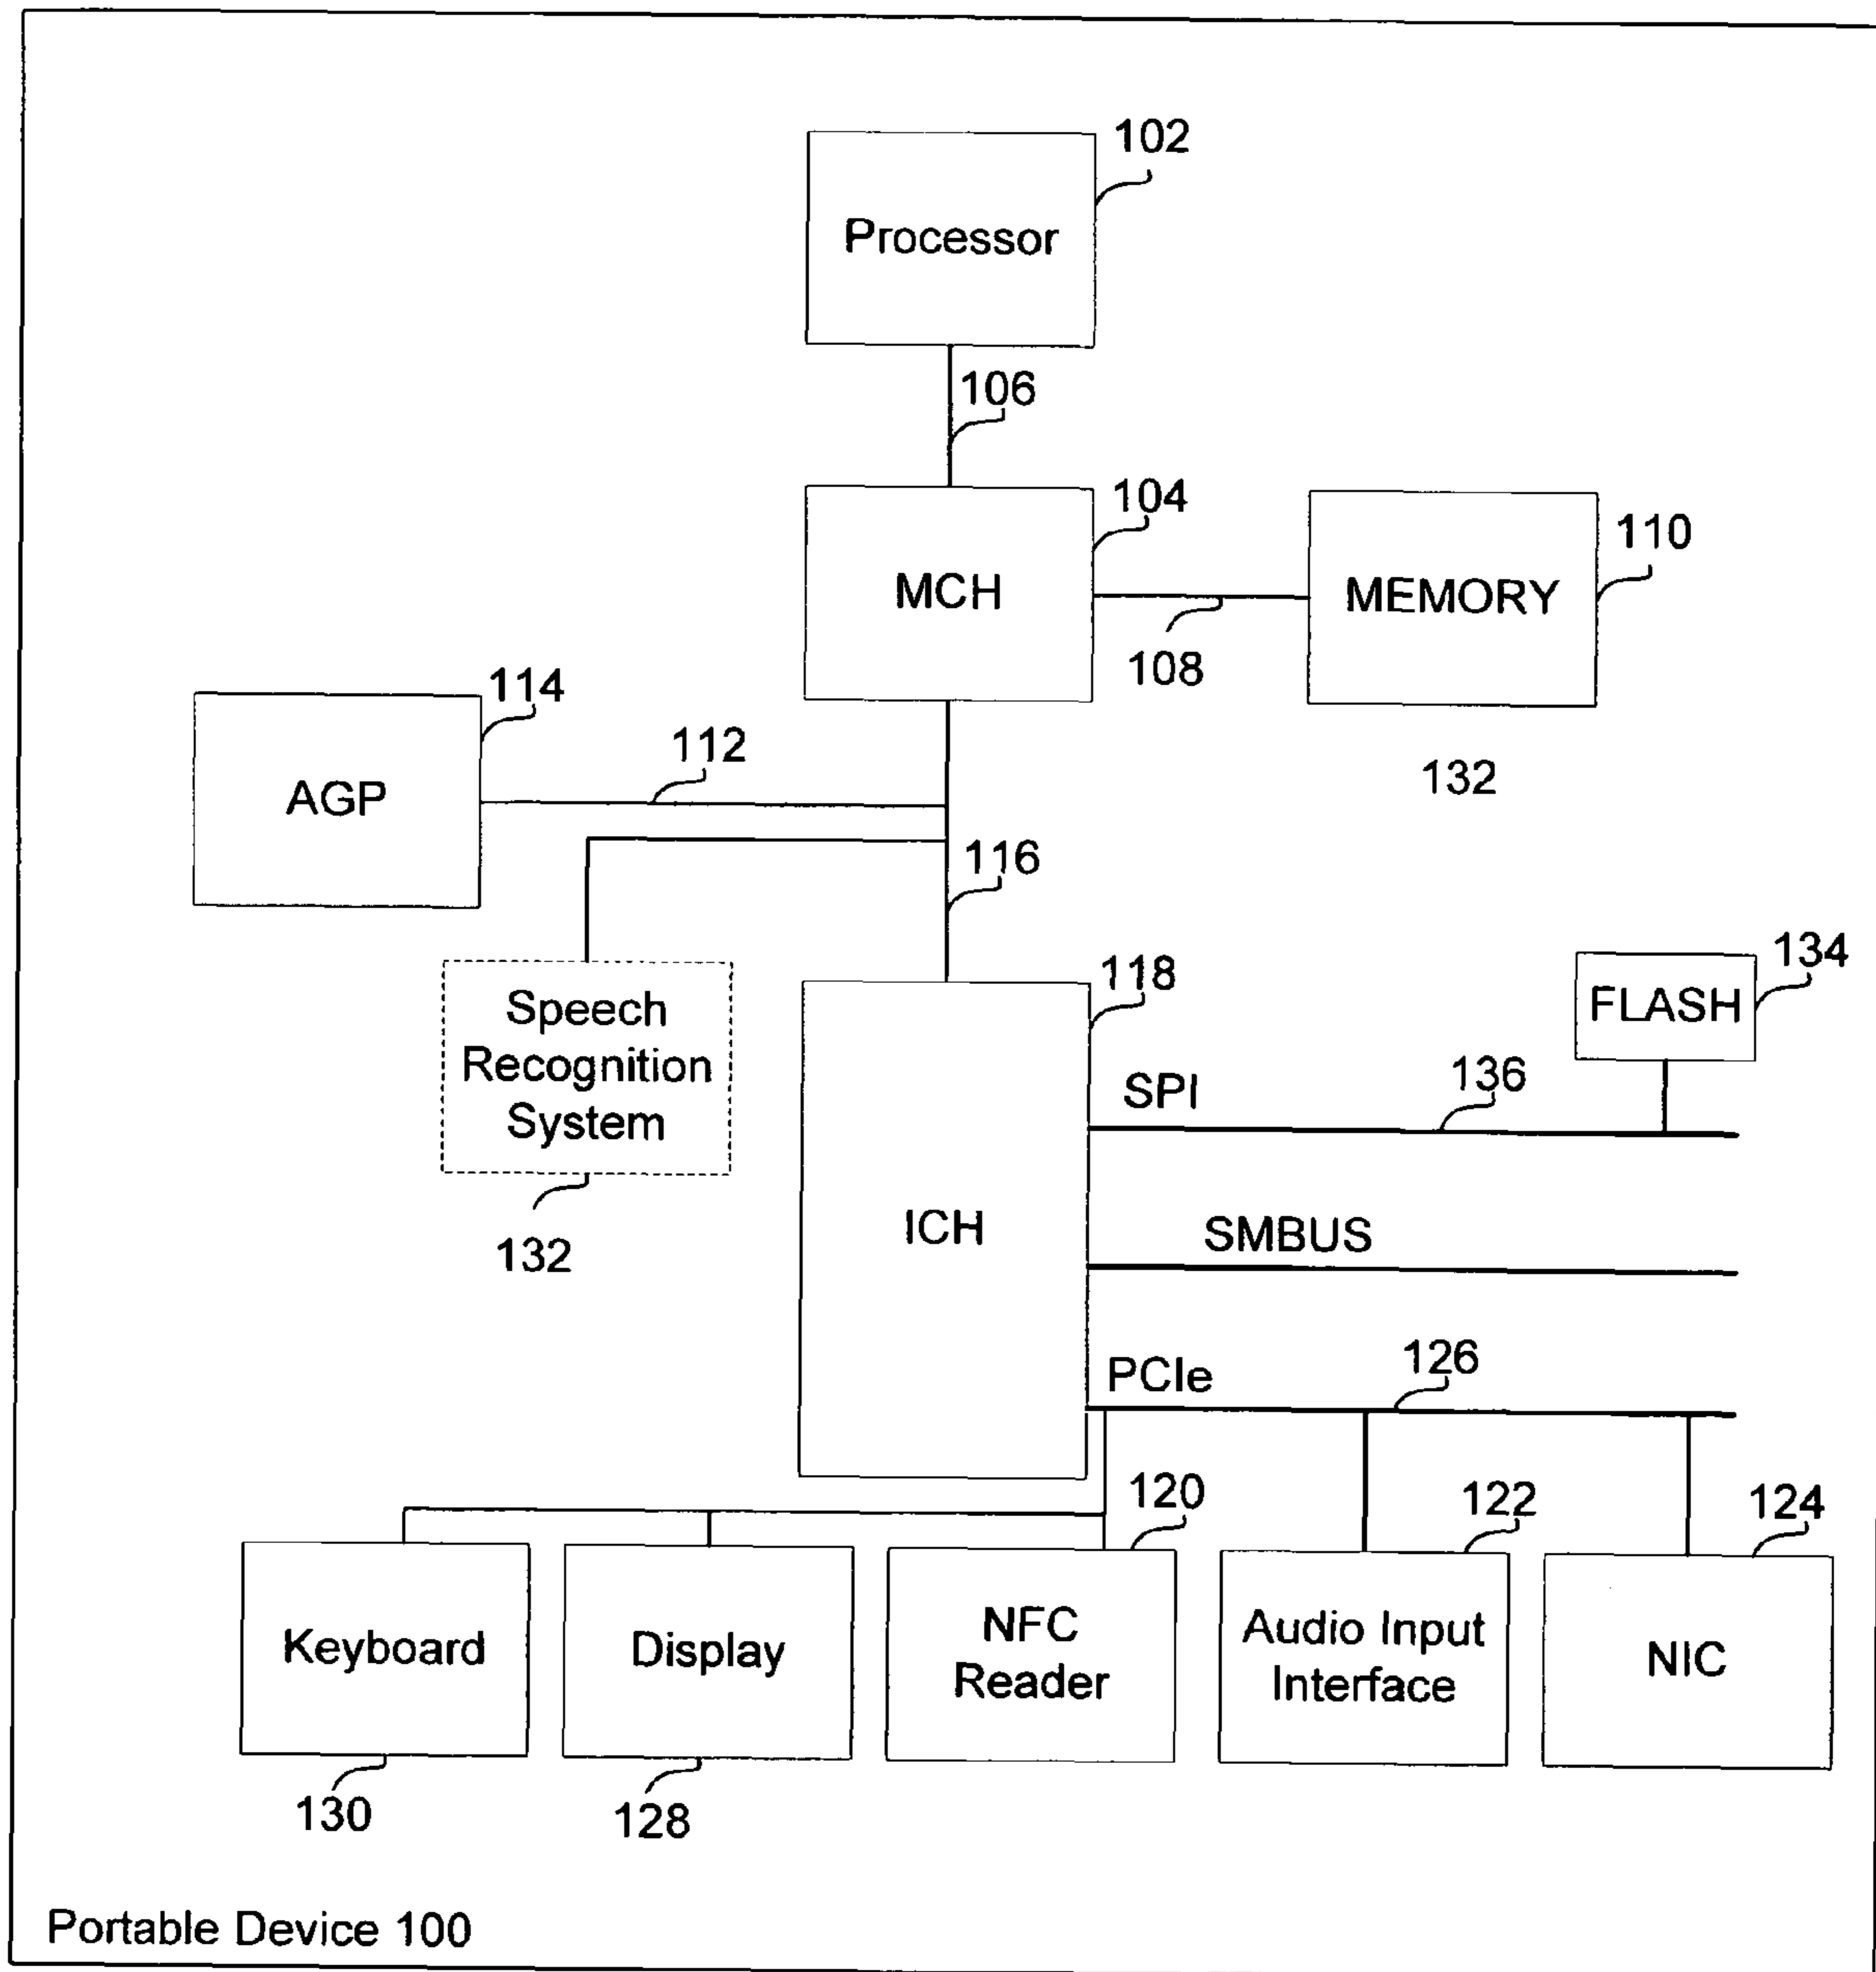 102
Processor
106
104
MCH
110
MEMORY
108
114
AGP
112
132
116
118
134
FLASH
Speech
Recognition
System
132
SPI
136
ICH
SMBUS
PCIe
126
120
122
124
Keyboard
Display
NFC
Reader
Audio Input
Interface
NIC
130
128
Portable Device 100